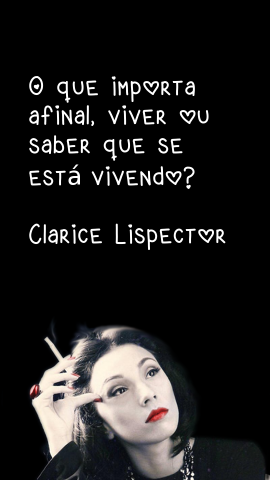 O que importa
afinal, viver ou
saber que se
está vivendo?
Clarice Lispector